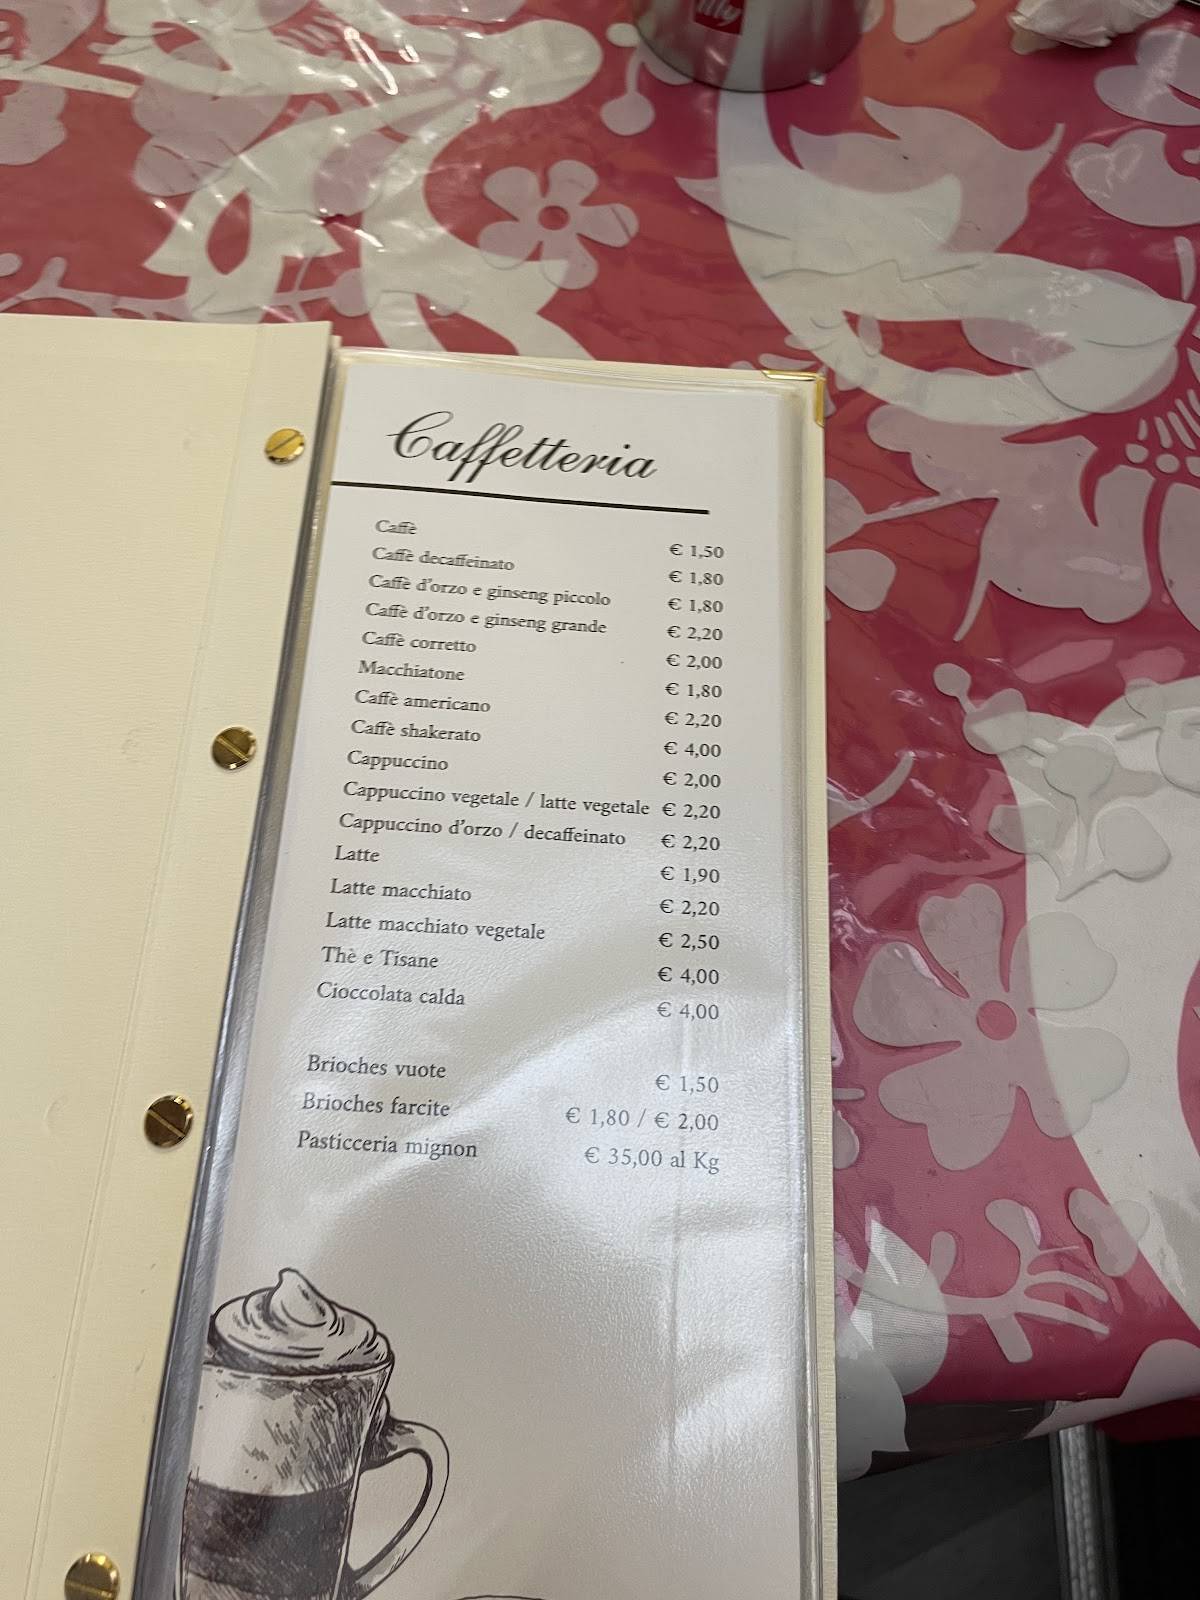 illy
Caffetteria
Caffè € 1,50
Caffè decaffeinato € 1,80
Caffè d'orzo e ginseng piccolo € 1,80
Caffè d'orzo e ginseng grande € 2,20
Caffè corretto € 2,00
Macchiatone € 1,80
Caffè americano € 2,20
Caffè shakerato € 4,00
Cappuccino € 2,00
Cappuccino vegetale / latte vegetale € 2,20
Cappuccino d'orzo / decaffeinato € 2,20
Latte € 1,90
Latte macchiato € 2,20
Latte macchiato vegetale € 2,50
Thè e Tisane € 4,00
Cioccolata calda € 4,00
Brioches vuote € 1,50
Brioches farcite € 1,80 / € 2,00
Pasticceria mignon € 35,00 al Kg